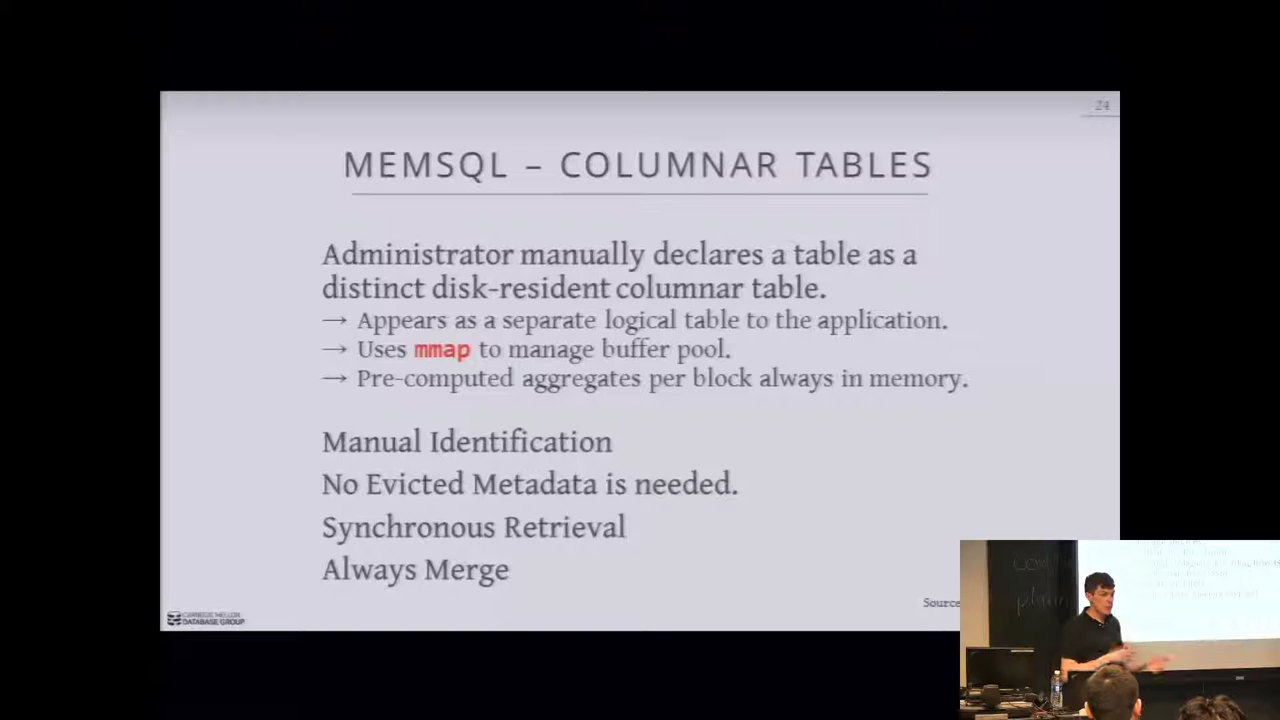 24
MEMSQL – COLUMNAR TABLES
Administrator manually declares a table as a
distinct disk-resident columnar table.
→ Appears as a separate logical table to the application.
→ Uses mmap to manage buffer pool.
→ Pre-computed aggregates per block always in memory.
Manual Identification
No Evicted Metadata is needed.
Synchronous Retrieval
Always Merge
Source
CARNEGIE MELLON
DATABASE GROUP